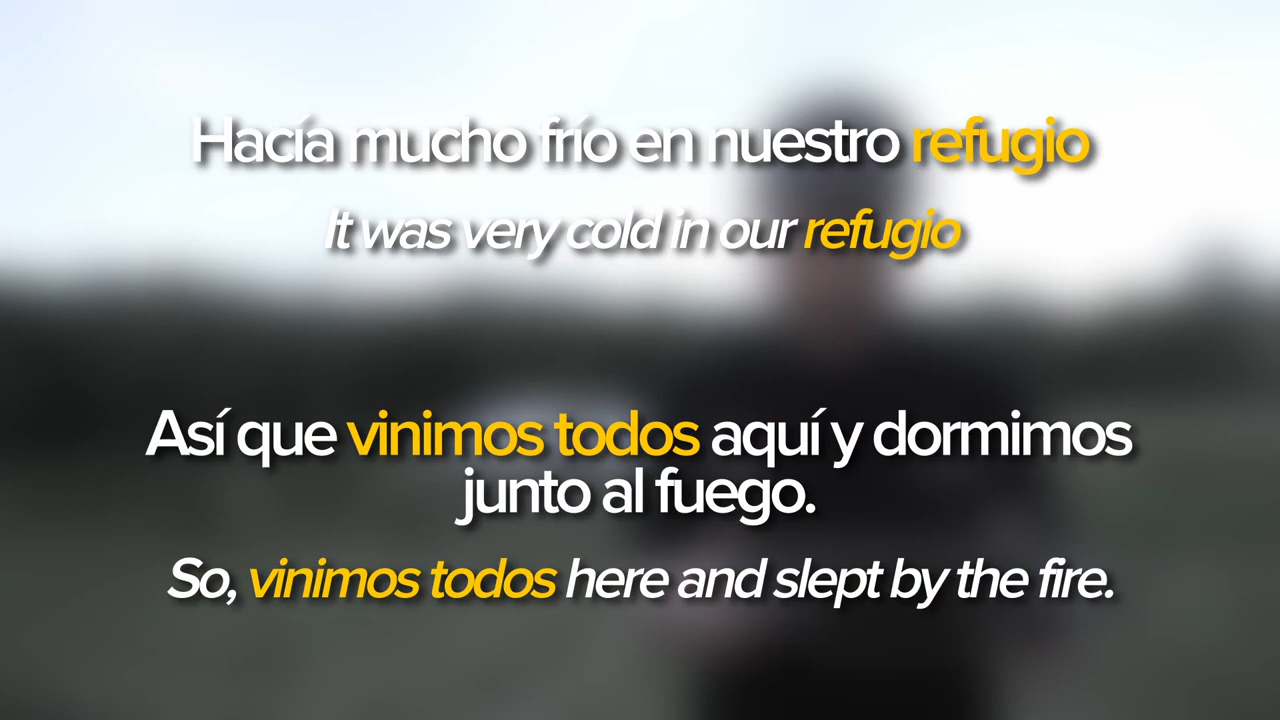 Hacía mucho frío en nuestro refugio
It was very cold in our refugio
Así que vinimos todos aquí y dormimos
junto al fuego.
So, vinimos todos here and slept by the fire.